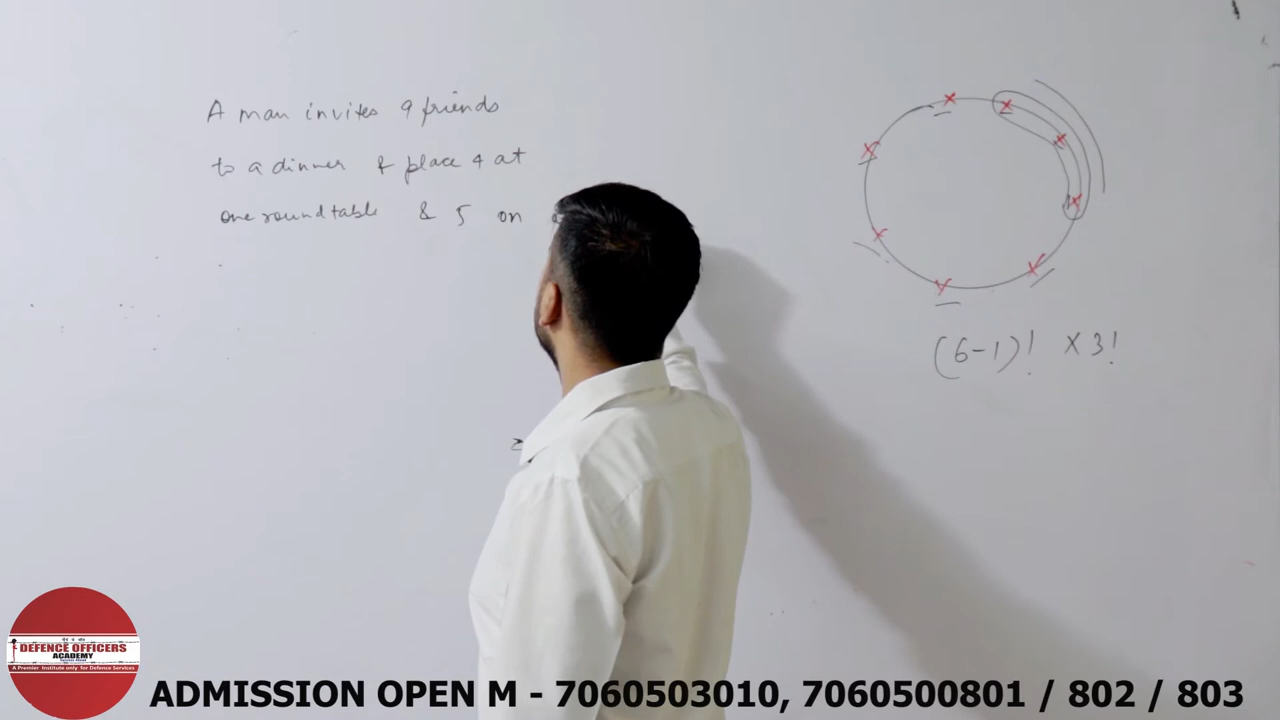 A man invites 9 friends
to a dinner & place 4 at
one round table & 5 on
(6-1)! X 3!
DEFENCE OFFICERS
ACADEMY
A Premier Institute only for Defence Services
ADMISSION OPEN M - 7060503010, 7060500801 / 802 / 803